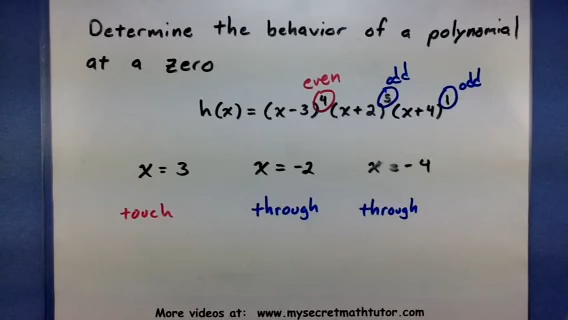 Determine the behavior of a polynomial
at a zero
even odd odd
h(x) = (x-3)⁴ (x+2)⁵ (x+4)¹
x = 3 x = -2 x = -4
touch through through
More videos at: www.mysecretmathtutor.com